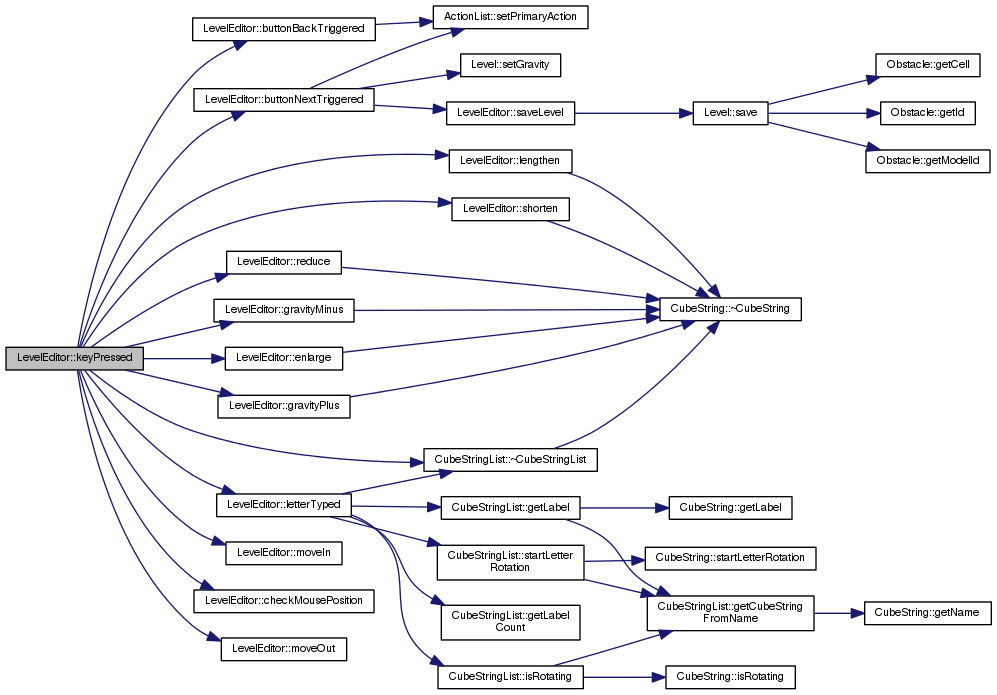 LevelEditor::keyPressed
LevelEditor::buttonBackTriggered
ActionList::setPrimaryAction
LevelEditor::buttonNextTriggered
Level::setGravity
LevelEditor::saveLevel
Level::save
Obstacle::getCell
Obstacle::getId
Obstacle::getModelId
LevelEditor::lengthen
LevelEditor::shorten
LevelEditor::reduce
LevelEditor::gravityMinus
LevelEditor::enlarge
LevelEditor::gravityPlus
CubeString::~CubeString
CubeStringList::~CubeStringList
LevelEditor::letterTyped
CubeStringList::getLabel
CubeString::getLabel
CubeStringList::startLetter
Rotation
CubeString::startLetterRotation
CubeStringList::getCubeString
FromName
CubeString::getName
CubeStringList::getLabel
Count
CubeStringList::isRotating
CubeString::isRotating
LevelEditor::moveIn
LevelEditor::checkMousePosition
LevelEditor::moveOut